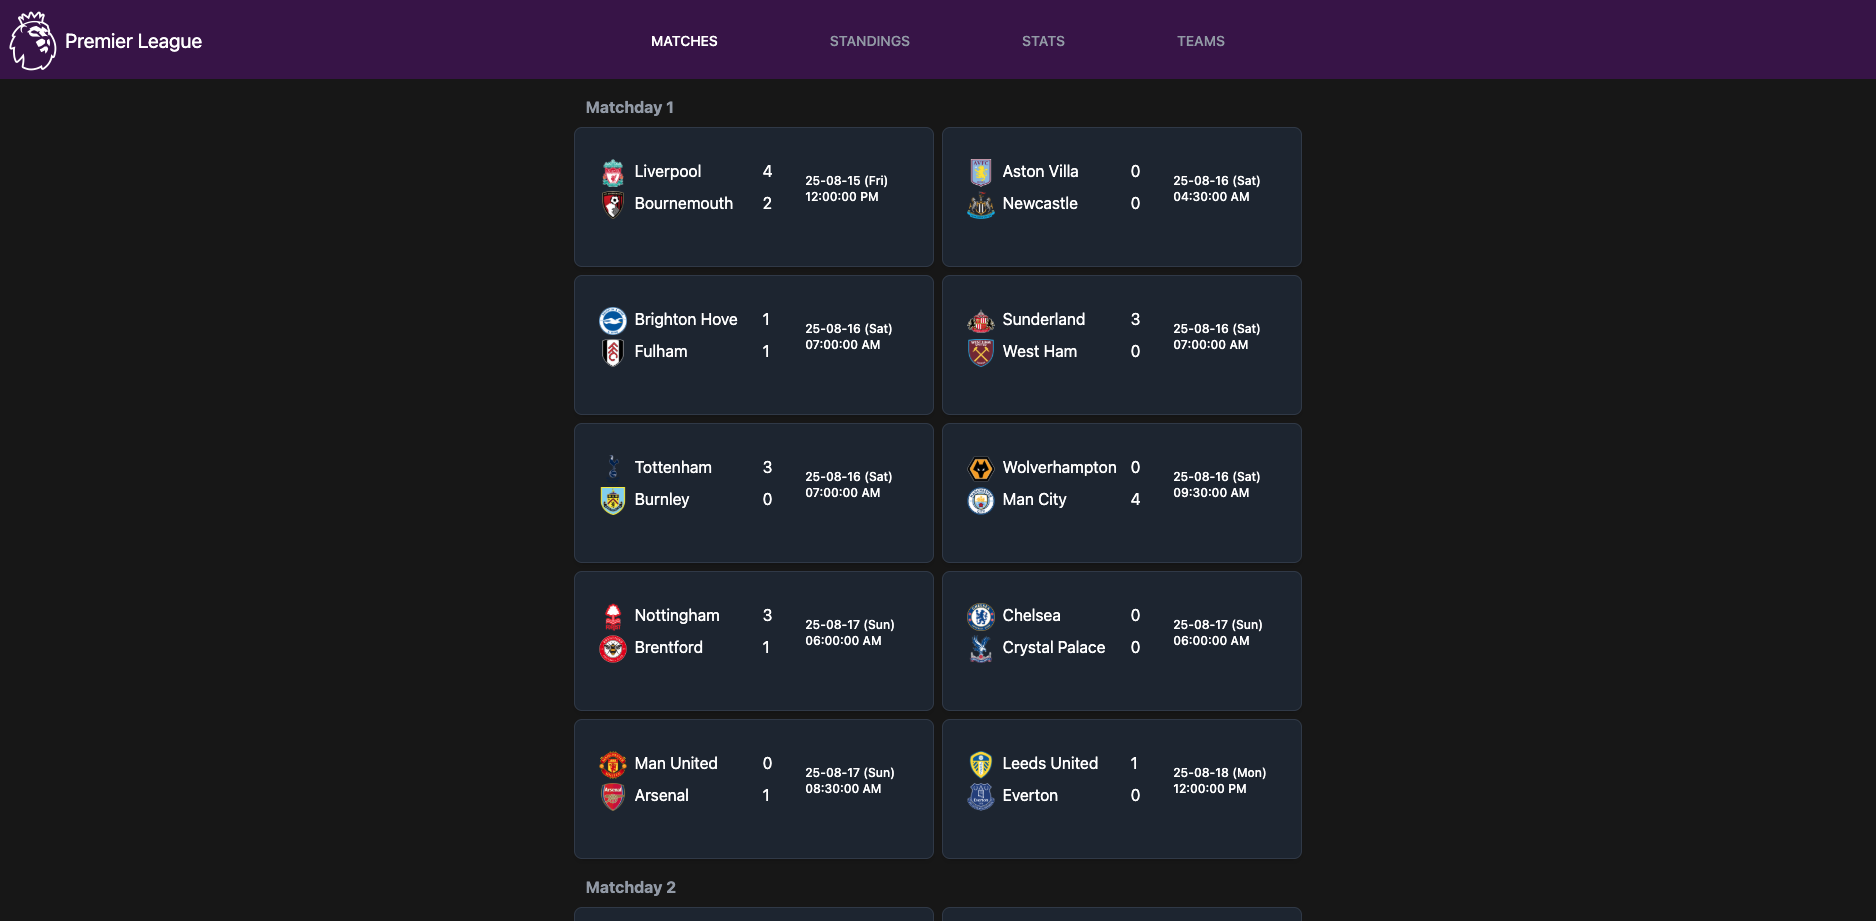 Premier League
MATCHES
STANDINGS
STATS
TEAMS
Matchday 1
Liverpool 4
Bournemouth 2
25-08-15 (Fri)
12:00:00 PM
Aston Villa 0
Newcastle 0
25-08-16 (Sat)
04:30:00 AM
Brighton Hove 1
Fulham 1
25-08-16 (Sat)
07:00:00 AM
Sunderland 3
West Ham 0
25-08-16 (Sat)
07:00:00 AM
Tottenham 3
Burnley 0
25-08-16 (Sat)
07:00:00 AM
Wolverhampton 0
Man City 4
25-08-16 (Sat)
09:30:00 AM
Nottingham 3
Brentford 1
25-08-17 (Sun)
06:00:00 AM
Chelsea 0
Crystal Palace 0
25-08-17 (Sun)
06:00:00 AM
Man United 0
Arsenal 1
25-08-17 (Sun)
08:30:00 AM
Leeds United 1
Everton 0
25-08-18 (Mon)
12:00:00 PM
Matchday 2